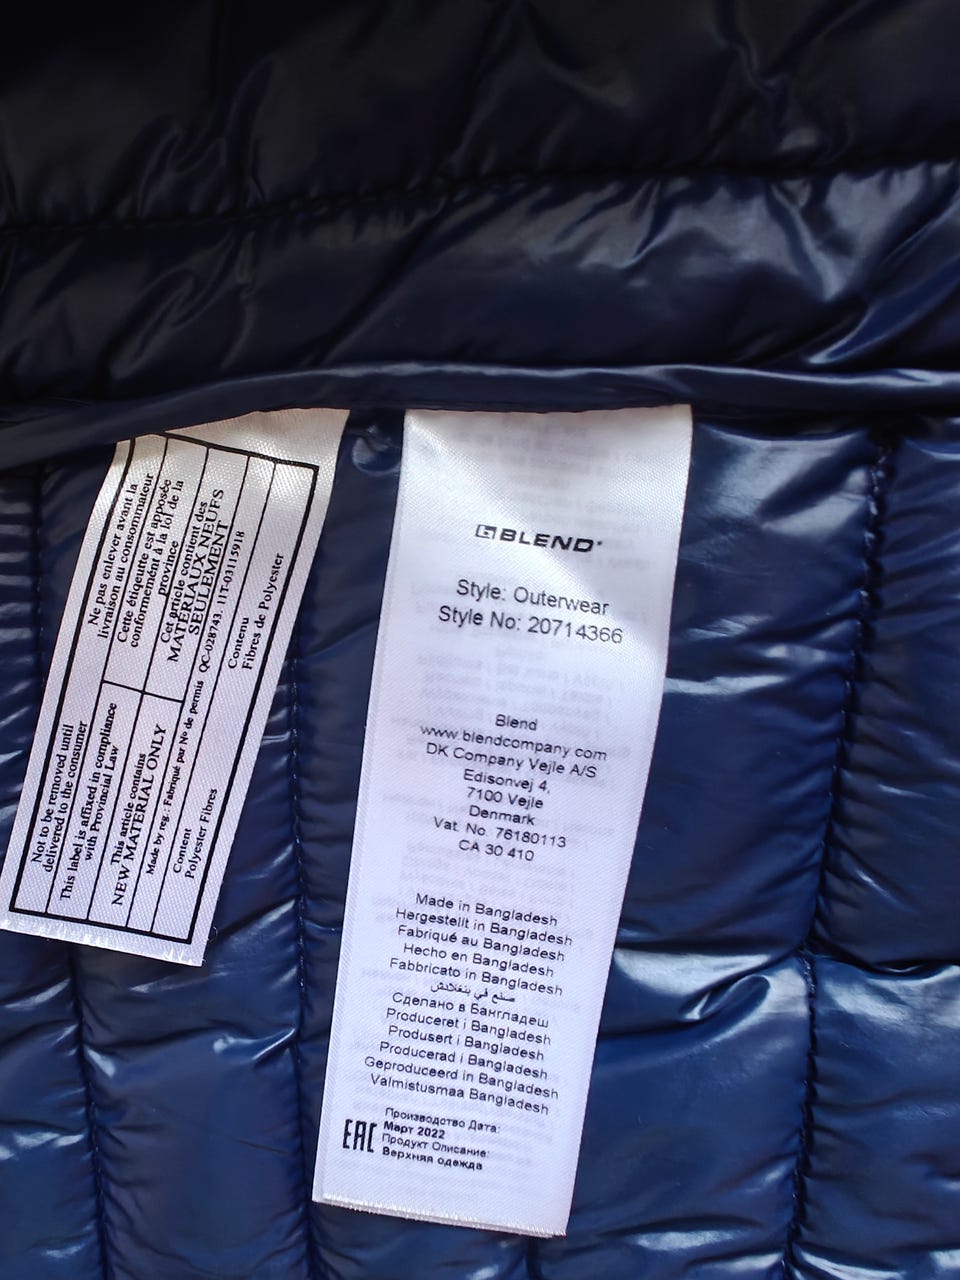 Ne pas enlever avant la
livraison au consommateur
Cette étiqeutte est apposée
conformément à la loi de la
province
Cet article contient des
MATÉRIAUX NEUFS
SEULEMENT
QC-028743, 11T-03115918
Contenu
Fibres de Polyester
Not to be removed until
delivered to the consumer
This label is affixed in compliance
with Provincial Law
This article contains
NEW MATERIAL ONLY
Made by reg.: Fabriqué par No de permis
Content
Polyester Fibres
BLEND
Style: Outerwear
Style No: 20714366
Blend
www.blendcompany.com
DK Company Vejle A/S
Edisonvej 4,
7100 Vejle
Denmark
Vat. No. 76180113
CA 30 410
Made in Bangladesh
Hergestellt in Bangladesh
Fabriqué au Bangladesh
Hecho en Bangladesh
Fabbricato in Bangladesh
صنع في بنغلادش
Сделано в Бангладеш
Produceret i Bangladesh
Produsert i Bangladesh
Producerad i Bangladesh
Geproduceerd in Bangladesh
Valmistusmaa Bangladesh
EAC
Производство Дата:
Март 2022
Продукт Описание:
Верхняя одежда